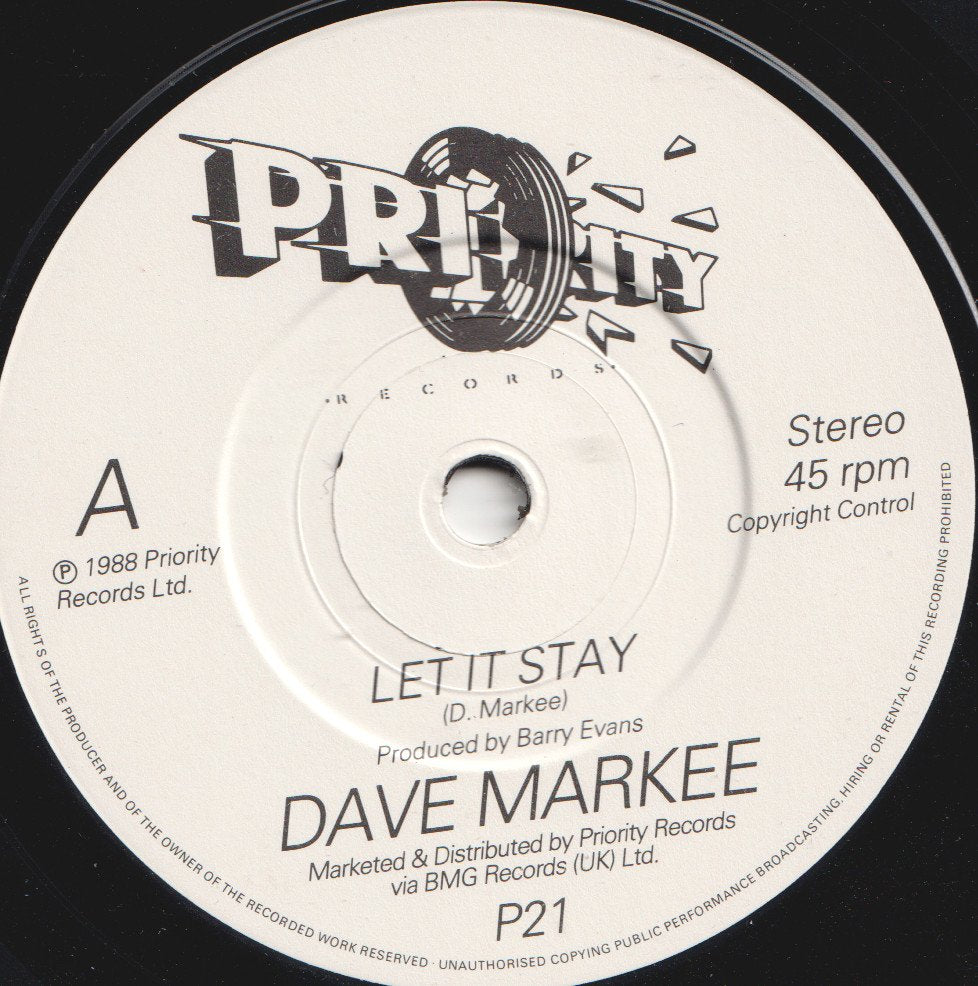 PRIORITY
·RECORDS·
A
Ⓟ 1988 Priority
Records Ltd.
Stereo
45 rpm
Copyright Control
LET IT STAY
(D. Markee)
Produced by Barry Evans
DAVE MARKEE
Marketed & Distributed by Priority Records
via BMG Records (UK) Ltd.
P21
ALL RIGHTS OF THE PRODUCER AND OF THE OWNER OF THE RECORDED WORK RESERVED · UNAUTHORISED COPYING PUBLIC PERFORMANCE BROADCASTING, HIRING OR RENTAL OF THIS RECORDING PROHIBITED